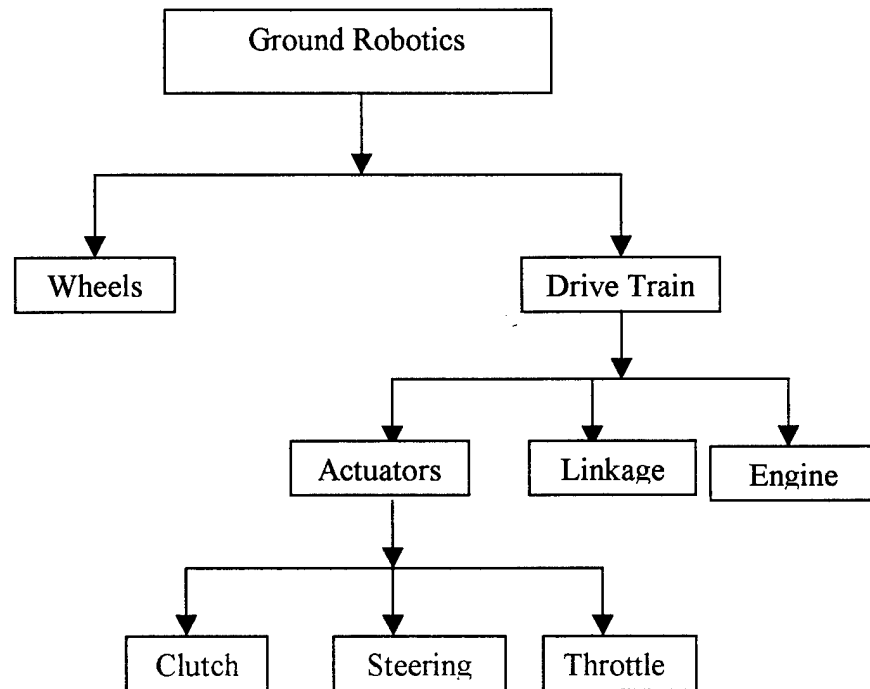 Ground Robotics
Wheels
Drive Train
Actuators
Linkage
Engine
Clutch
Steering
Throttle